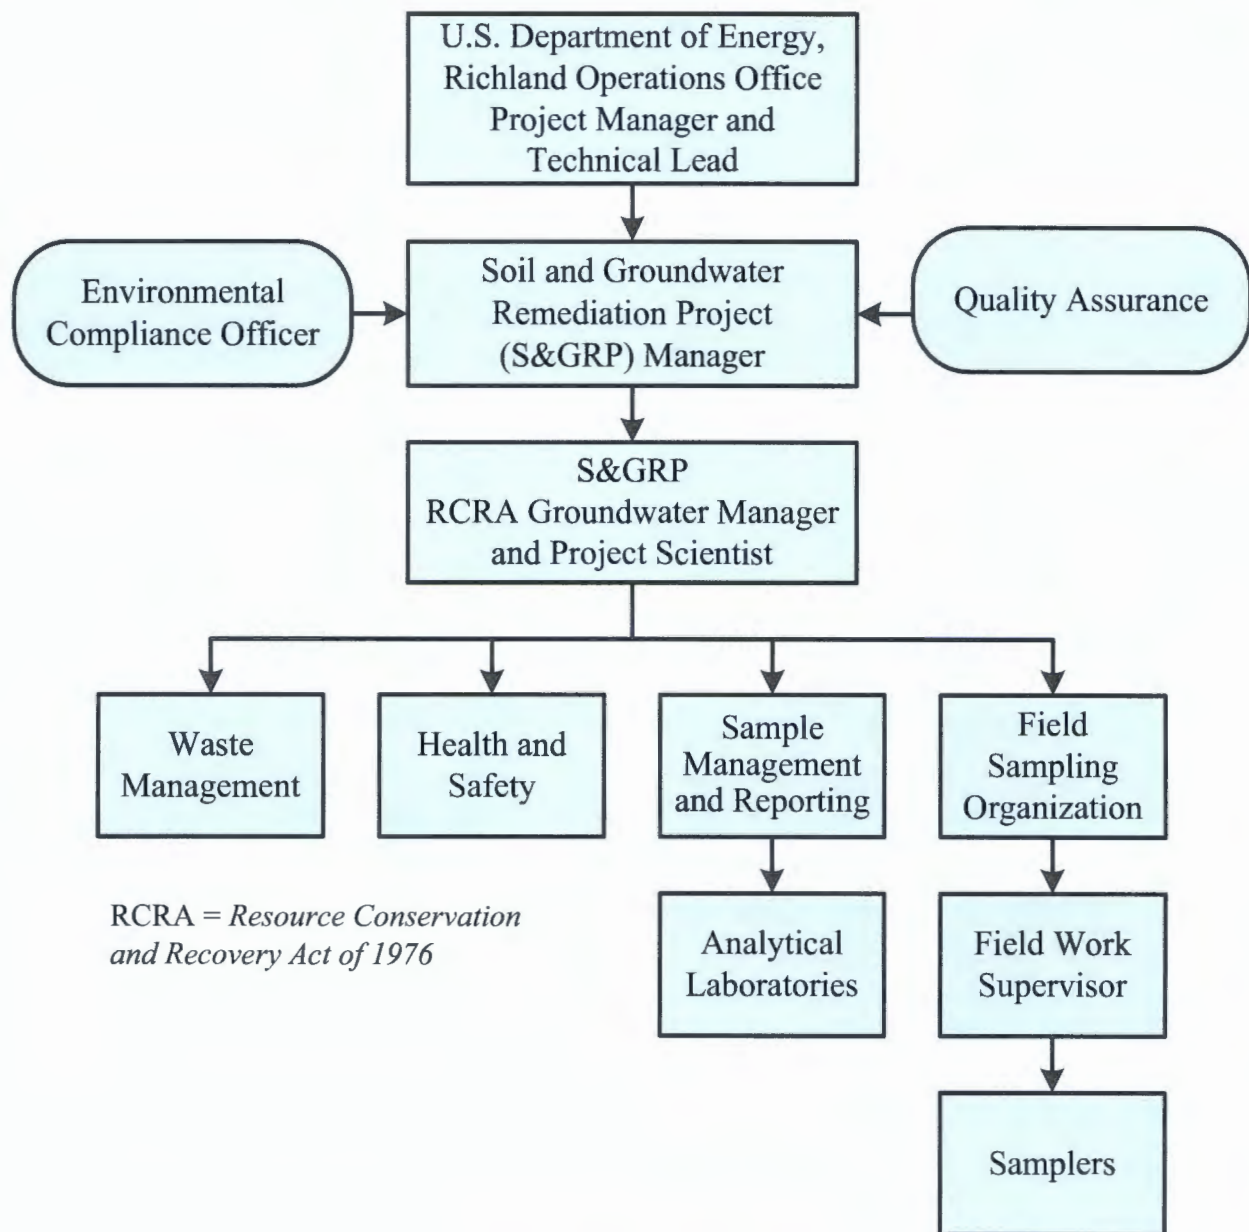 U.S. Department of Energy,
Richland Operations Office
Project Manager and
Technical Lead
Environmental
Compliance Officer
Soil and Groundwater
Remediation Project
(S&GRP) Manager
Quality Assurance
S&GRP
RCRA Groundwater Manager
and Project Scientist
Waste
Management
Health and
Safety
Sample
Management
and Reporting
Field
Sampling
Organization
RCRA = Resource Conservation
and Recovery Act of 1976
Analytical
Laboratories
Field Work
Supervisor
Samplers